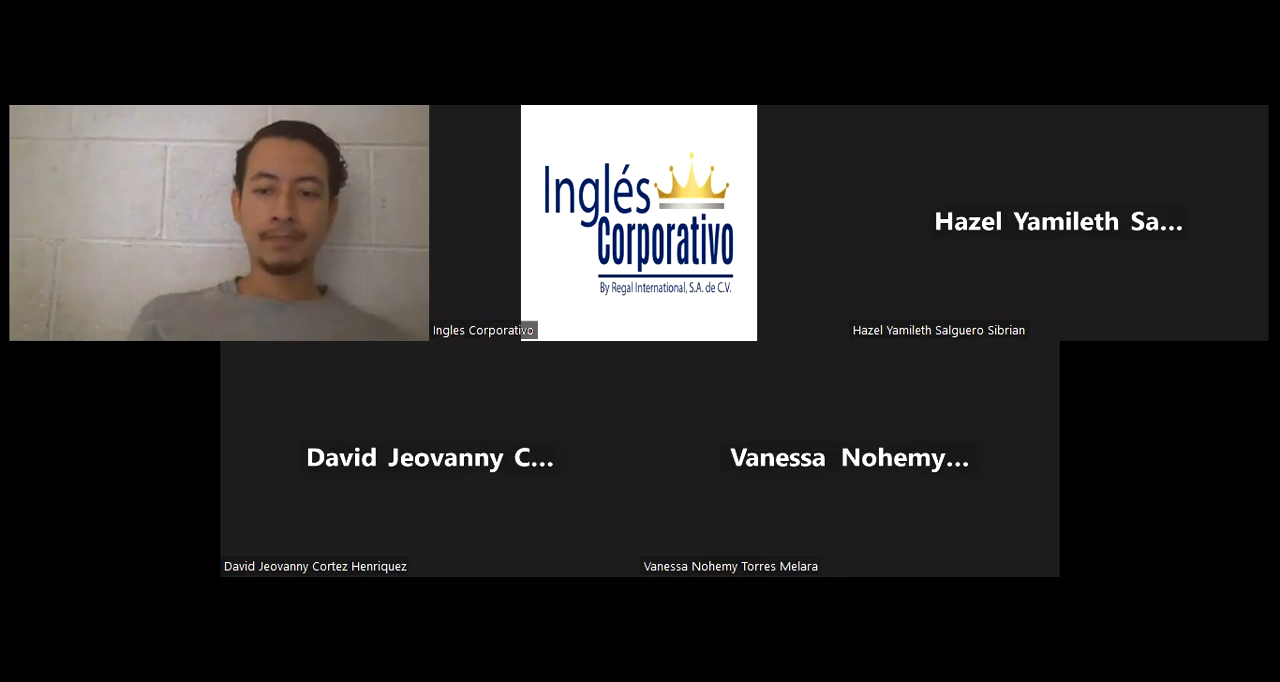 Inglés
Corporativo
By Regal International, S.A. de C.V.
Hazel Yamileth Sa...
Ingles Corporativo
Hazel Yamileth Salguero Sibrian
David Jeovanny C...
Vanessa Nohemy...
David Jeovanny Cortez Henriquez
Vanessa Nohemy Torres Melara